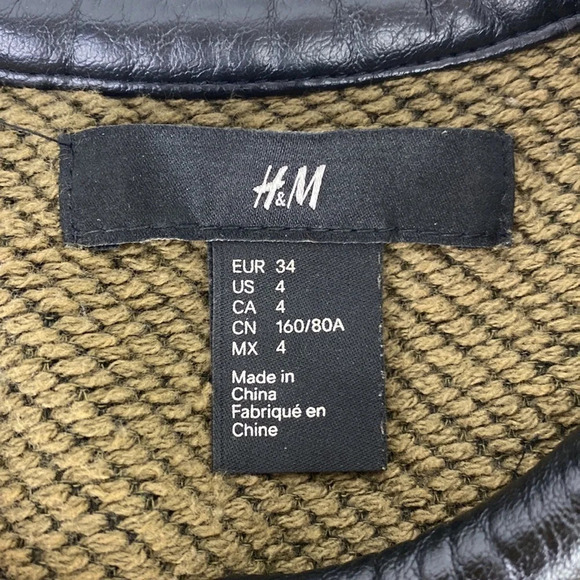 H&M
EUR 34
US 4
CA 4
CN 160/80A
MX 4
Made in
China
Fabriqué en
Chine